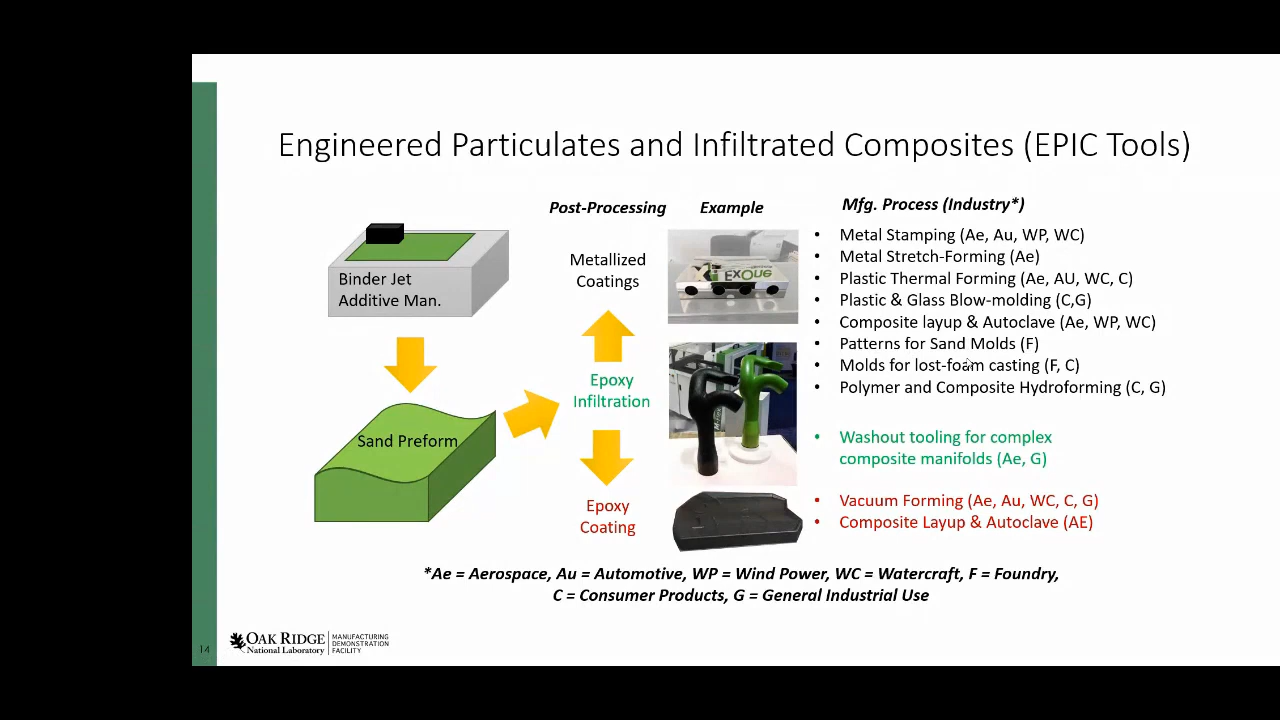 Engineered Particulates and Infiltrated Composites (EPIC Tools)
Post-Processing
Example
Mfg. Process (Industry*)
Binder Jet
Additive Man.
Sand Preform
Metallized
Coatings
Epoxy
Infiltration
Epoxy
Coating
ExOne
• Metal Stamping (Ae, Au, WP, WC)
• Metal Stretch-Forming (Ae)
• Plastic Thermal Forming (Ae, AU, WC, C)
• Plastic & Glass Blow-molding (C,G)
• Composite layup & Autoclave (Ae, WP, WC)
• Patterns for Sand Molds (F)
• Molds for lost-foam casting (F, C)
• Polymer and Composite Hydroforming (C, G)
• Washout tooling for complex
composite manifolds (Ae, G)
• Vacuum Forming (Ae, Au, WC, C, G)
• Composite Layup & Autoclave (AE)
*Ae = Aerospace, Au = Automotive, WP = Wind Power, WC = Watercraft, F = Foundry,
C = Consumer Products, G = General Industrial Use
14
OAK RIDGE
National Laboratory
MANUFACTURING
DEMONSTRATION
FACILITY